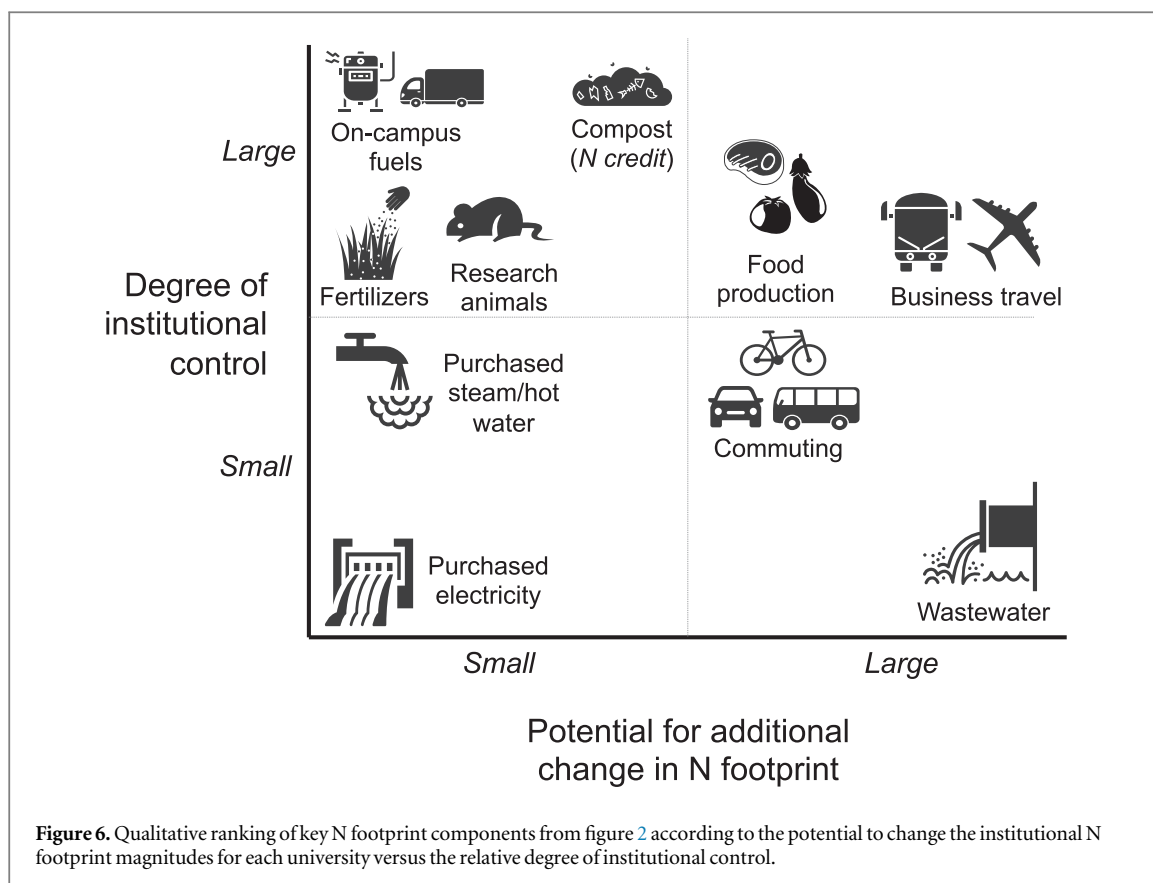 Large
On-campus
fuels
Compost
(N credit)
Fertilizers
Research
animals
Food
production
Business travel
Degree of
institutional
control
Purchased
steam/hot
water
Commuting
Small
Purchased
electricity
Wastewater
Small
Large
Potential for additional
change in N footprint
Figure 6. Qualitative ranking of key N footprint components from figure 2 according to the potential to change the institutional N
footprint magnitudes for each university versus the relative degree of institutional control.